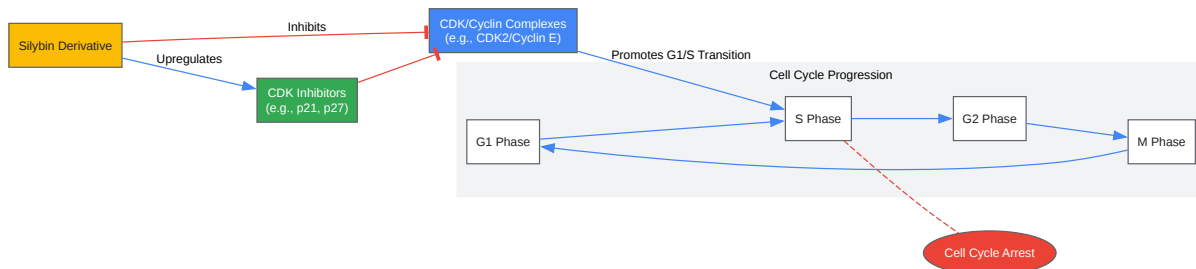 Silybin Derivative
Inhibits
Upregulates
CDK Inhibitors
(e.g., p21, p27)
CDK/Cyclin Complexes
(e.g., CDK2/Cyclin E)
Promotes G1/S Transition
Cell Cycle Progression
G1 Phase
S Phase
G2 Phase
M Phase
Cell Cycle Arrest